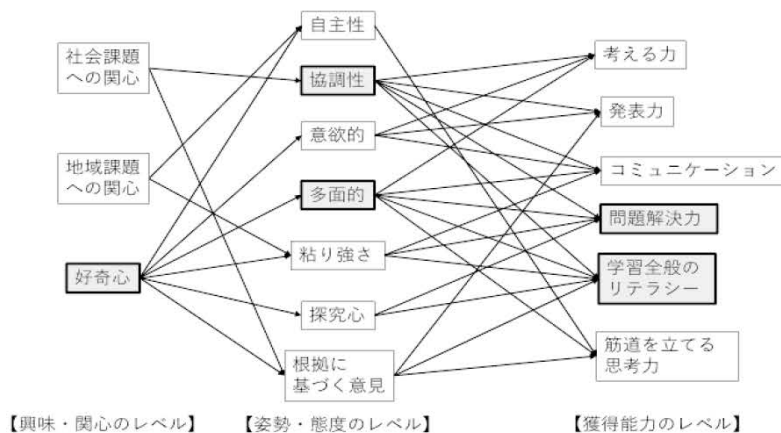 社会課題
への関心
地域課題
への関心
好奇心
自主性
協調性
意欲的
多面的
粘り強さ
探究心
根拠に
基づく意見
考える力
発表力
コミュニケーション
問題解決力
学習全般の
リテラシー
筋道を立てる
思考力
【興味・関心のレベル】
【姿勢・態度のレベル】
【獲得能力のレベル】